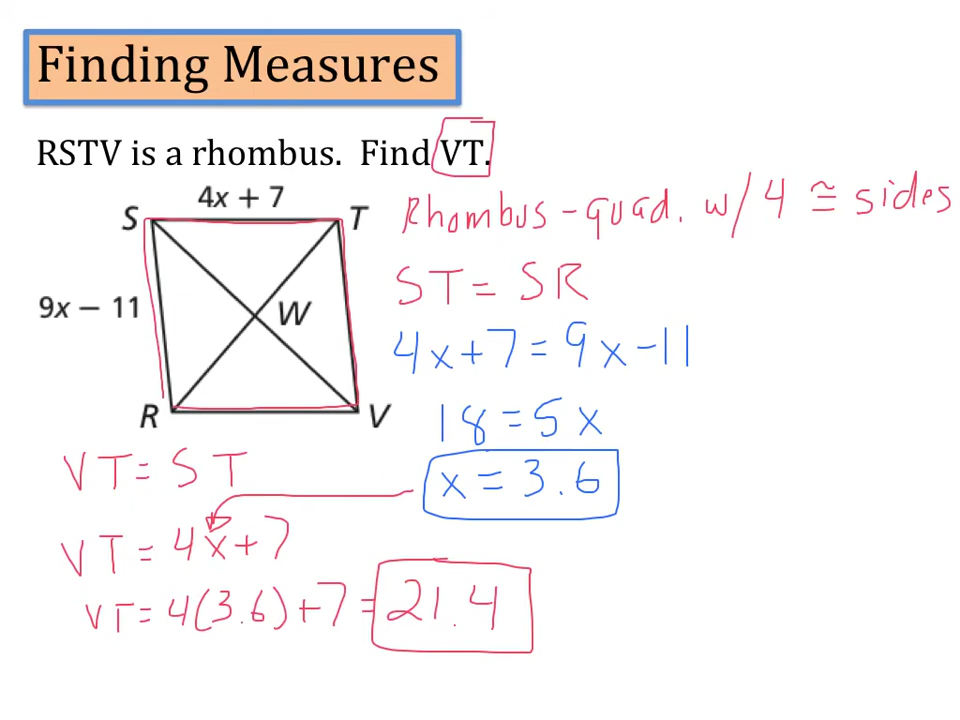 Finding Measures
RSTV is a rhombus. Find VT.
4x + 7
S
T
Rhombus - quad. w/ 4 ≅ sides
9x − 11
W
ST = SR
4x+7 = 9x-11
R
V
18 = 5x
VT = ST
x = 3.6
VT = 4x+7
VT = 4(3.6)+7 = 21.4